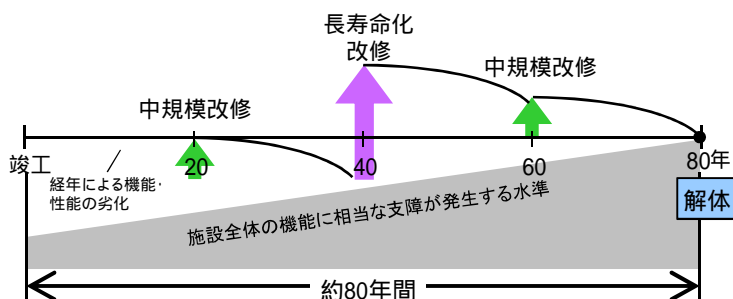 長寿命化
改修
中規模改修
中規模改修
竣工
20
40
60
80年
経年による機能・
性能の劣化
施設全体の機能に相当な支障が発生する水準
解体
約80年間